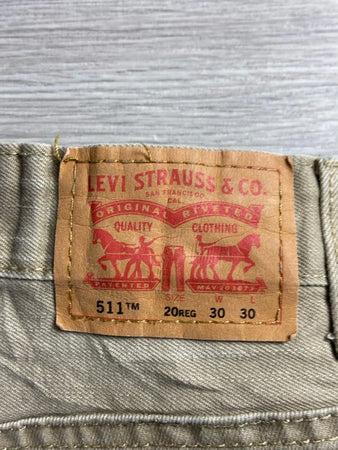 LEVI STRAUSS & CO.
SAN FRANCISCO
CAL.
ORIGINAL RIVETED
QUALITY CLOTHING
SIZE W L
PATENTED MAY 20 1873
511™ 20REG 30 30